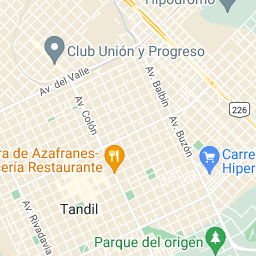 Hipódromo
Club Unión y Progreso
Av. del Valle
Av. Balbín
226
Av. Colón
Av. Buzón
ra de Azafranes-
cería Restaurante
Carre
Hiper
Tandil
Av. Rivadavia
Parque del origen